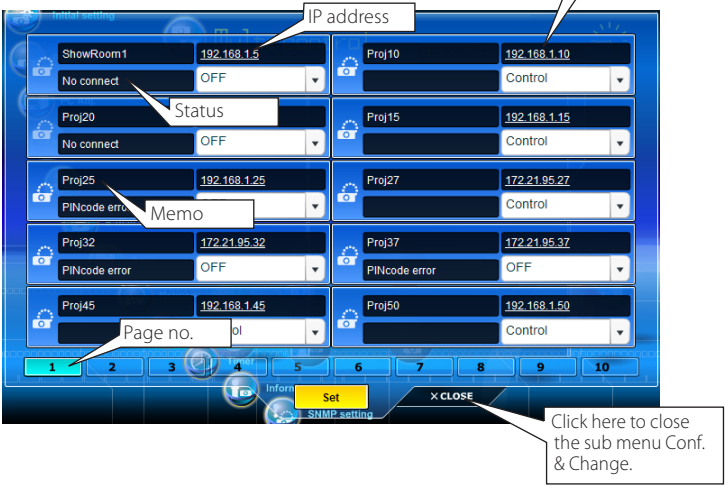 Initial setting
IP address
ShowRoom1 192.168.1.5
No connect OFF
Proj10 192.168.1.10
Control
Status
Proj20
No connect OFF
Proj15 192.168.1.15
Control
Proj25 192.168.1.25
PINcode error
Memo
Proj27 172.21.95.27
Control
Proj32 172.21.95.32
PINcode error OFF
Proj37 172.21.95.37
PINcode error OFF
Proj45 192.168.1.45
Page no.
Proj50 192.168.1.50
Control
1 2 3 4 5 6 7 8 9 10
Timer
Set
× CLOSE
SNMP setting
Click here to close
the sub menu Conf.
& Change.